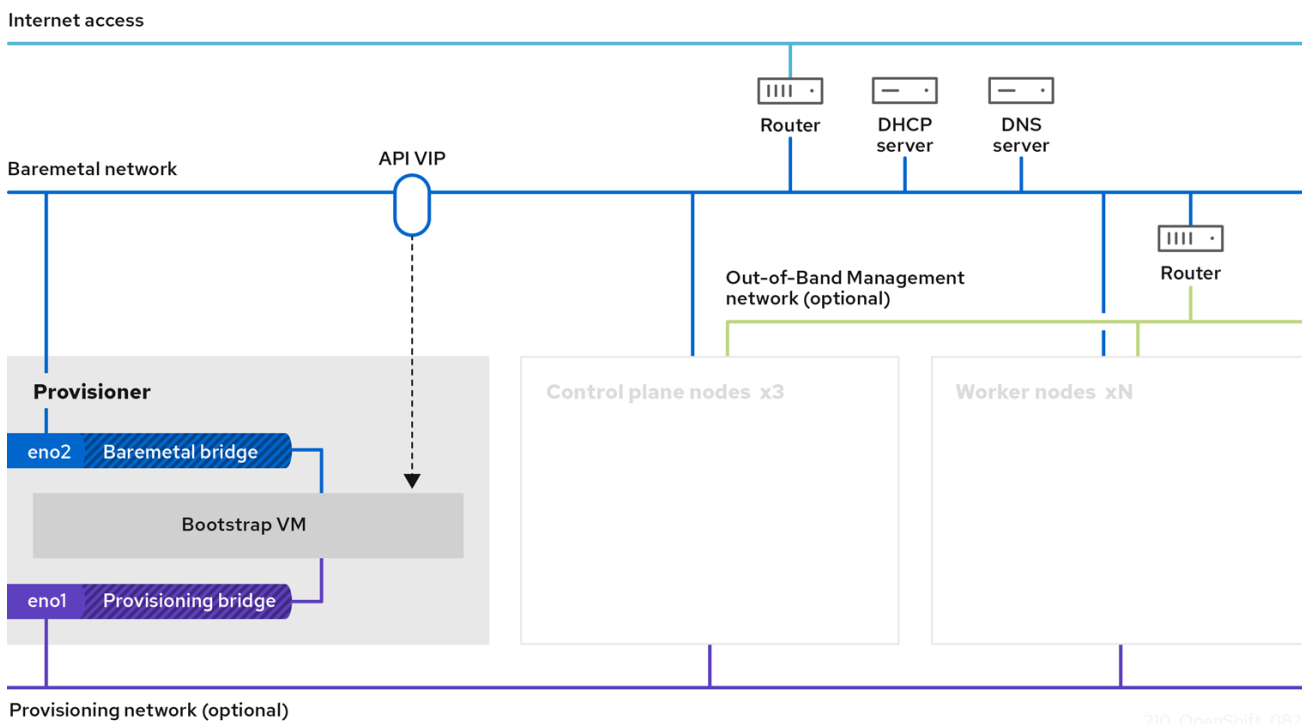 Internet access
Router
DHCP
server
DNS
server
Baremetal network
API VIP
Router
Out-of-Band Management
network (optional)
Provisioner
Control plane nodes x3
Worker nodes xN
eno2
Baremetal bridge
Bootstrap VM
eno1
Provisioning bridge
Provisioning network (optional)
210_OpenShift_082